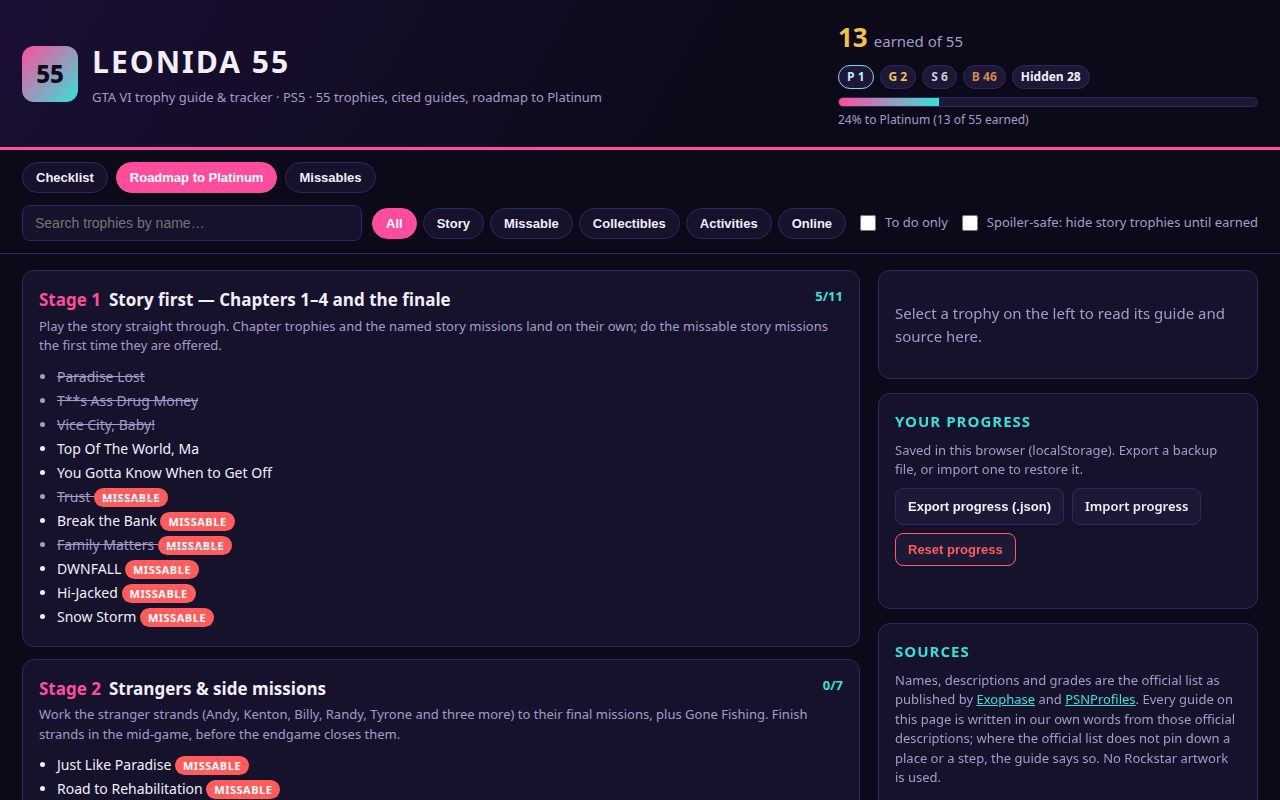 55
LEONIDA 55
GTA VI trophy guide & tracker · PS5 · 55 trophies, cited guides, roadmap to Platinum
13 earned of 55
P 1 G 2 S 6 B 46 Hidden 28
24% to Platinum (13 of 55 earned)
Checklist Roadmap to Platinum Missables
Search trophies by name… All Story Missable Collectibles Activities Online To do only Spoiler-safe: hide story trophies until earned
Stage 1 Story first — Chapters 1–4 and the finale 5/11
Play the story straight through. Chapter trophies and the named story missions land on their own; do the missable story missions
the first time they are offered.
Paradise Lost
T**s Ass Drug Money
Vice City, Baby!
Top Of The World, Ma
You Gotta Know When to Get Off
Trust MISSABLE
Break the Bank MISSABLE
Family Matters MISSABLE
DWNFALL MISSABLE
Hi-Jacked MISSABLE
Snow Storm MISSABLE
Stage 2 Strangers & side missions 0/7
Work the stranger strands (Andy, Kenton, Billy, Randy, Tyrone and three more) to their final missions, plus Gone Fishing. Finish
strands in the mid-game, before the endgame closes them.
Just Like Paradise MISSABLE
Road to Rehabilitation MISSABLE
Select a trophy on the left to read its guide and
source here.
YOUR PROGRESS
Saved in this browser (localStorage). Export a backup
file, or import one to restore it.
Export progress (.json) Import progress
Reset progress
SOURCES
Names, descriptions and grades are the official list as
published by Exophase and PSNProfiles. Every guide on
this page is written in our own words from those official
descriptions; where the official list does not pin down a
place or a step, the guide says so. No Rockstar artwork
is used.